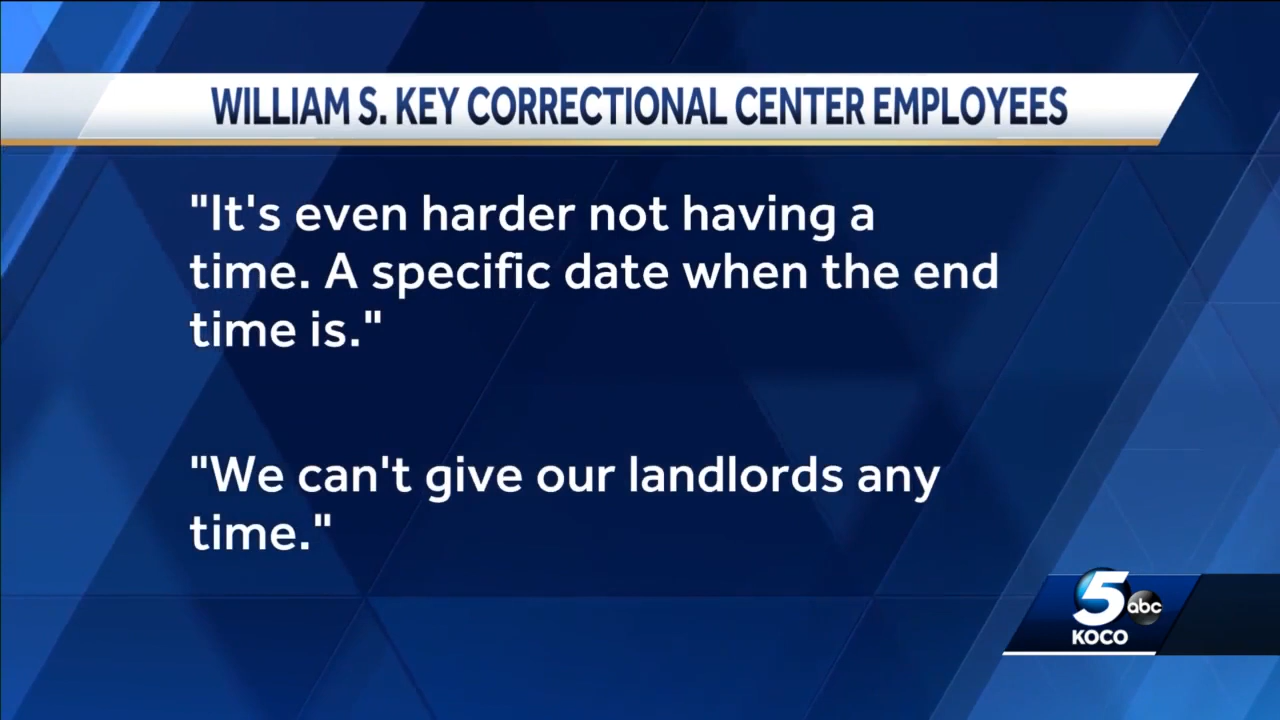 WILLIAM S. KEY CORRECTIONAL CENTER EMPLOYEES
"It's even harder not having a
time. A specific date when the end
time is."
"We can't give our landlords any
time."
5
abc
KOCO